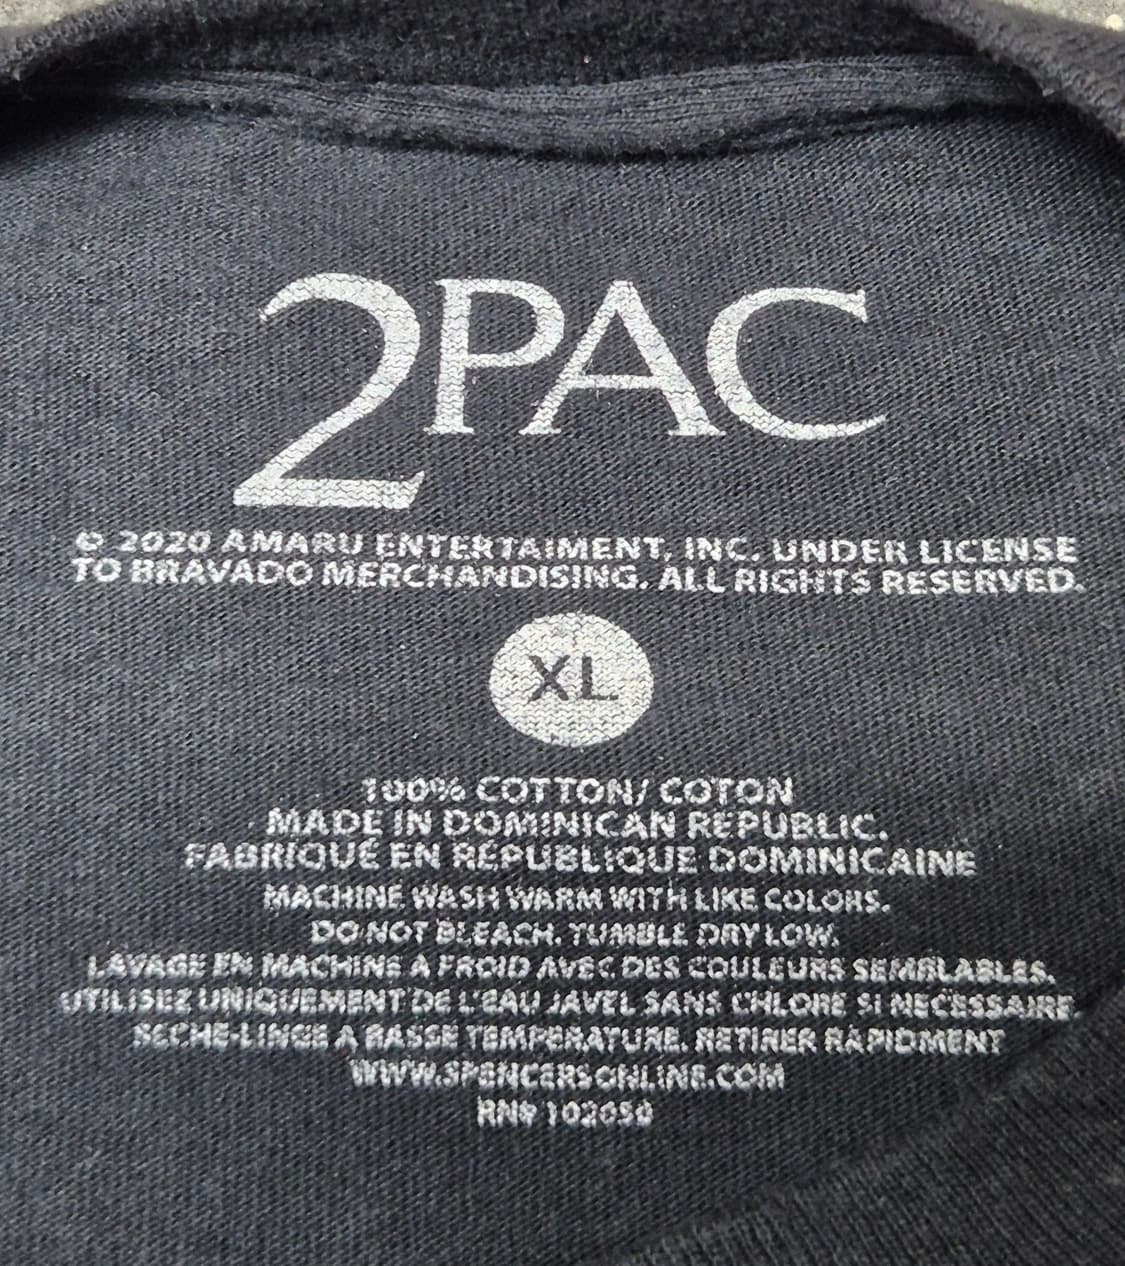 2PAC
© 2020 AMARU ENTERTAIMENT, INC. UNDER LICENSE
TO BRAVADO MERCHANDISING. ALL RIGHTS RESERVED.
XL
100% COTTON/ COTON
MADE IN DOMINICAN REPUBLIC.
FABRIQUÉ EN RÉPUBLIQUE DOMINICAINE
MACHINE WASH WARM WITH LIKE COLORS.
DO NOT BLEACH. TUMBLE DRY LOW.
LAVAGE EN MACHINE A FROID AVEC DES COULEURS SEMBLABLES.
UTILISEZ UNIQUEMENT DE L'EAU JAVEL SANS CHLORE SI NECESSAIRE.
SECHE-LINGE A BASSE TEMPERATURE. RETIRER RAPIDMENT
WWW.SPENCERSONLINE.COM
RN# 102050